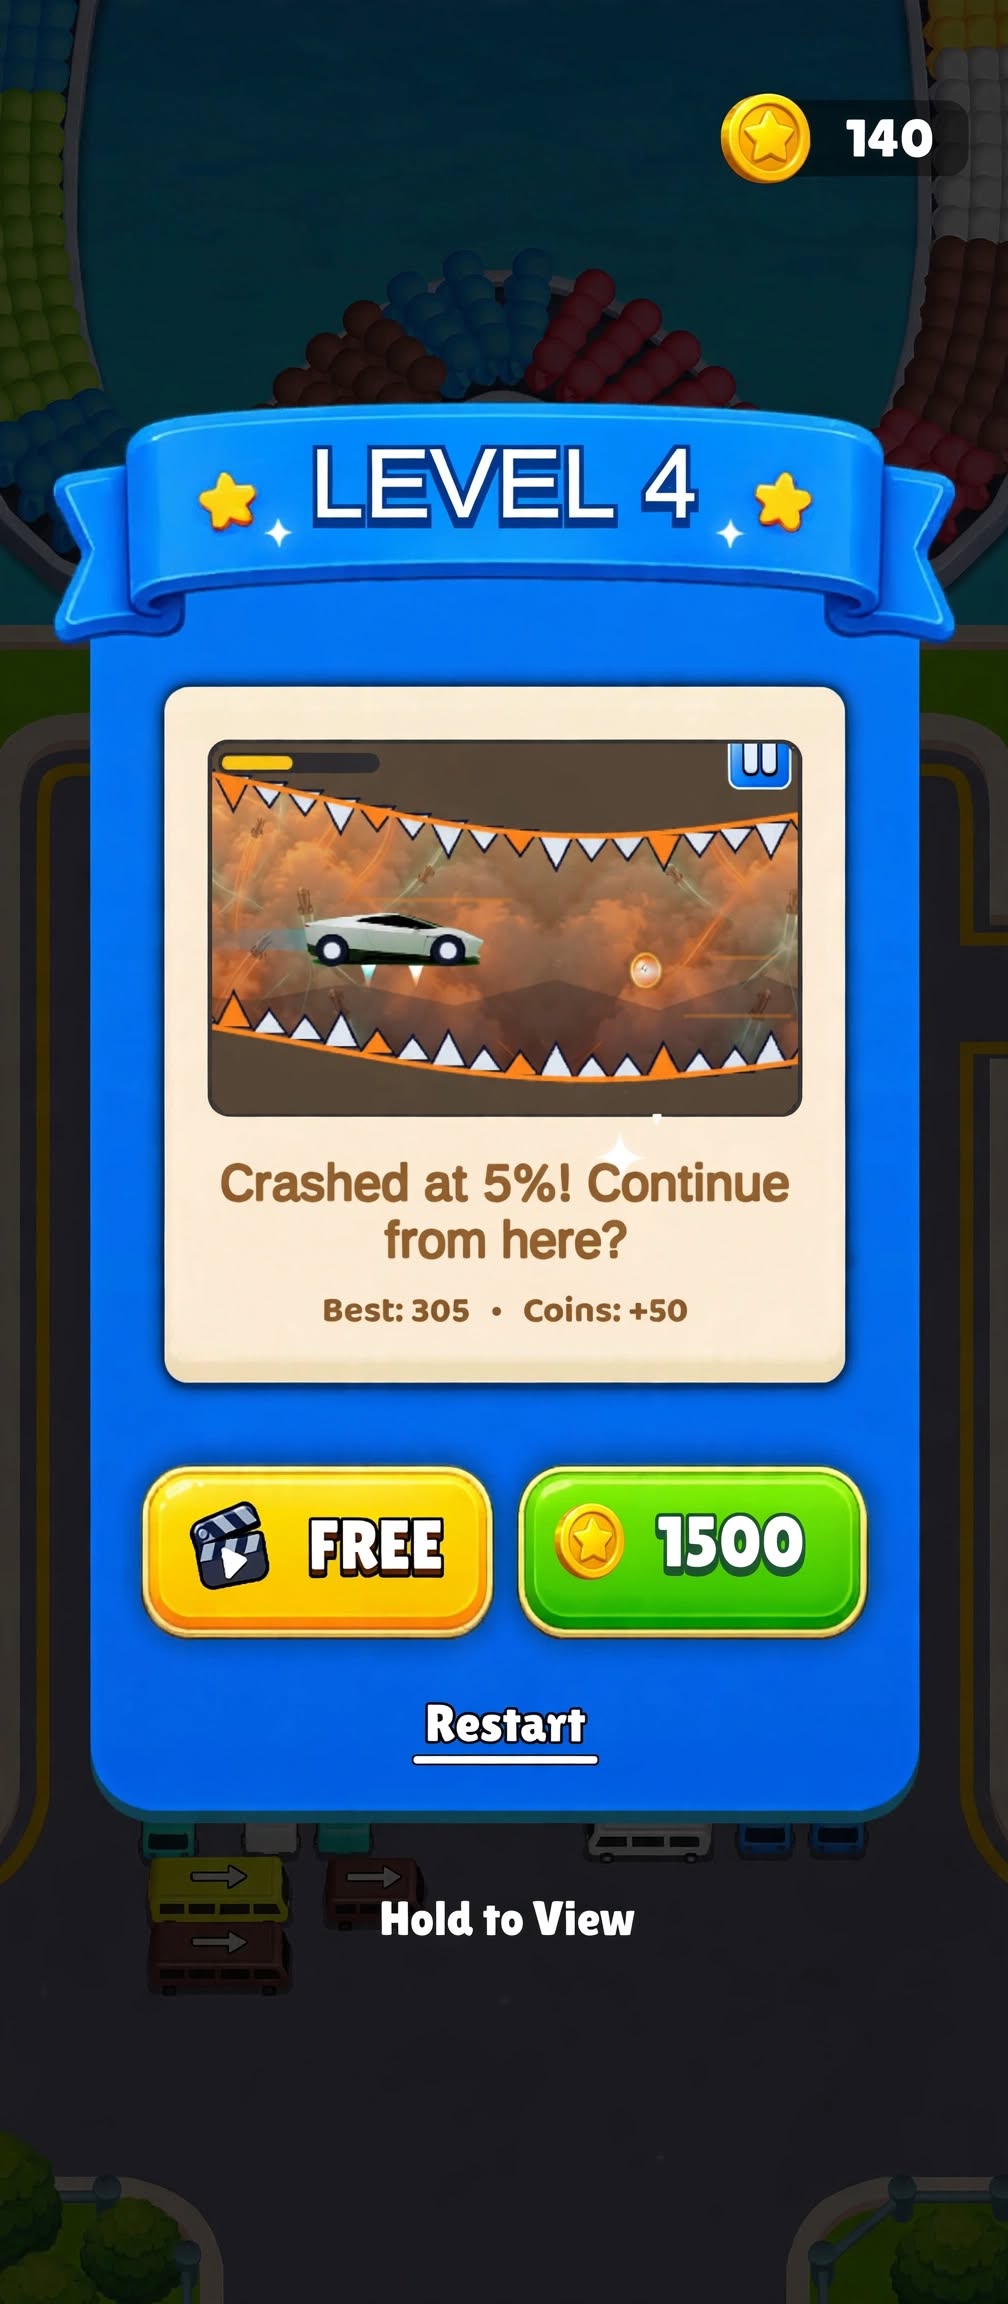 140
LEVEL 4
Crashed at 5%! Continue
from here?
Best: 305 • Coins: +50
FREE
1500
Restart
Hold to View